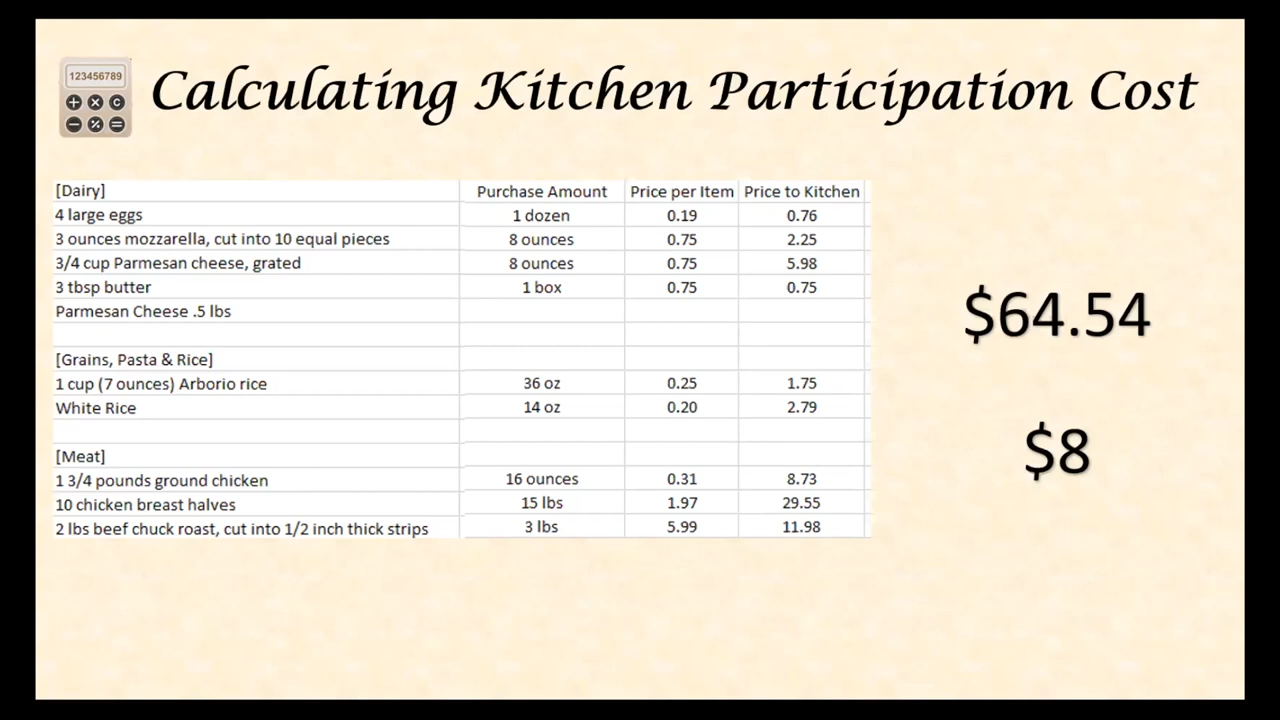 123456789
Calculating Kitchen Participation Cost
[Dairy] Purchase Amount Price per Item Price to Kitchen
4 large eggs 1 dozen 0.19 0.76
3 ounces mozzarella, cut into 10 equal pieces 8 ounces 0.75 2.25
3/4 cup Parmesan cheese, grated 8 ounces 0.75 5.98
3 tbsp butter 1 box 0.75 0.75
Parmesan Cheese .5 lbs
[Grains, Pasta & Rice]
1 cup (7 ounces) Arborio rice 36 oz 0.25 1.75
White Rice 14 oz 0.20 2.79
[Meat]
1 3/4 pounds ground chicken 16 ounces 0.31 8.73
10 chicken breast halves 15 lbs 1.97 29.55
2 lbs beef chuck roast, cut into 1/2 inch thick strips 3 lbs 5.99 11.98
$64.54
$8